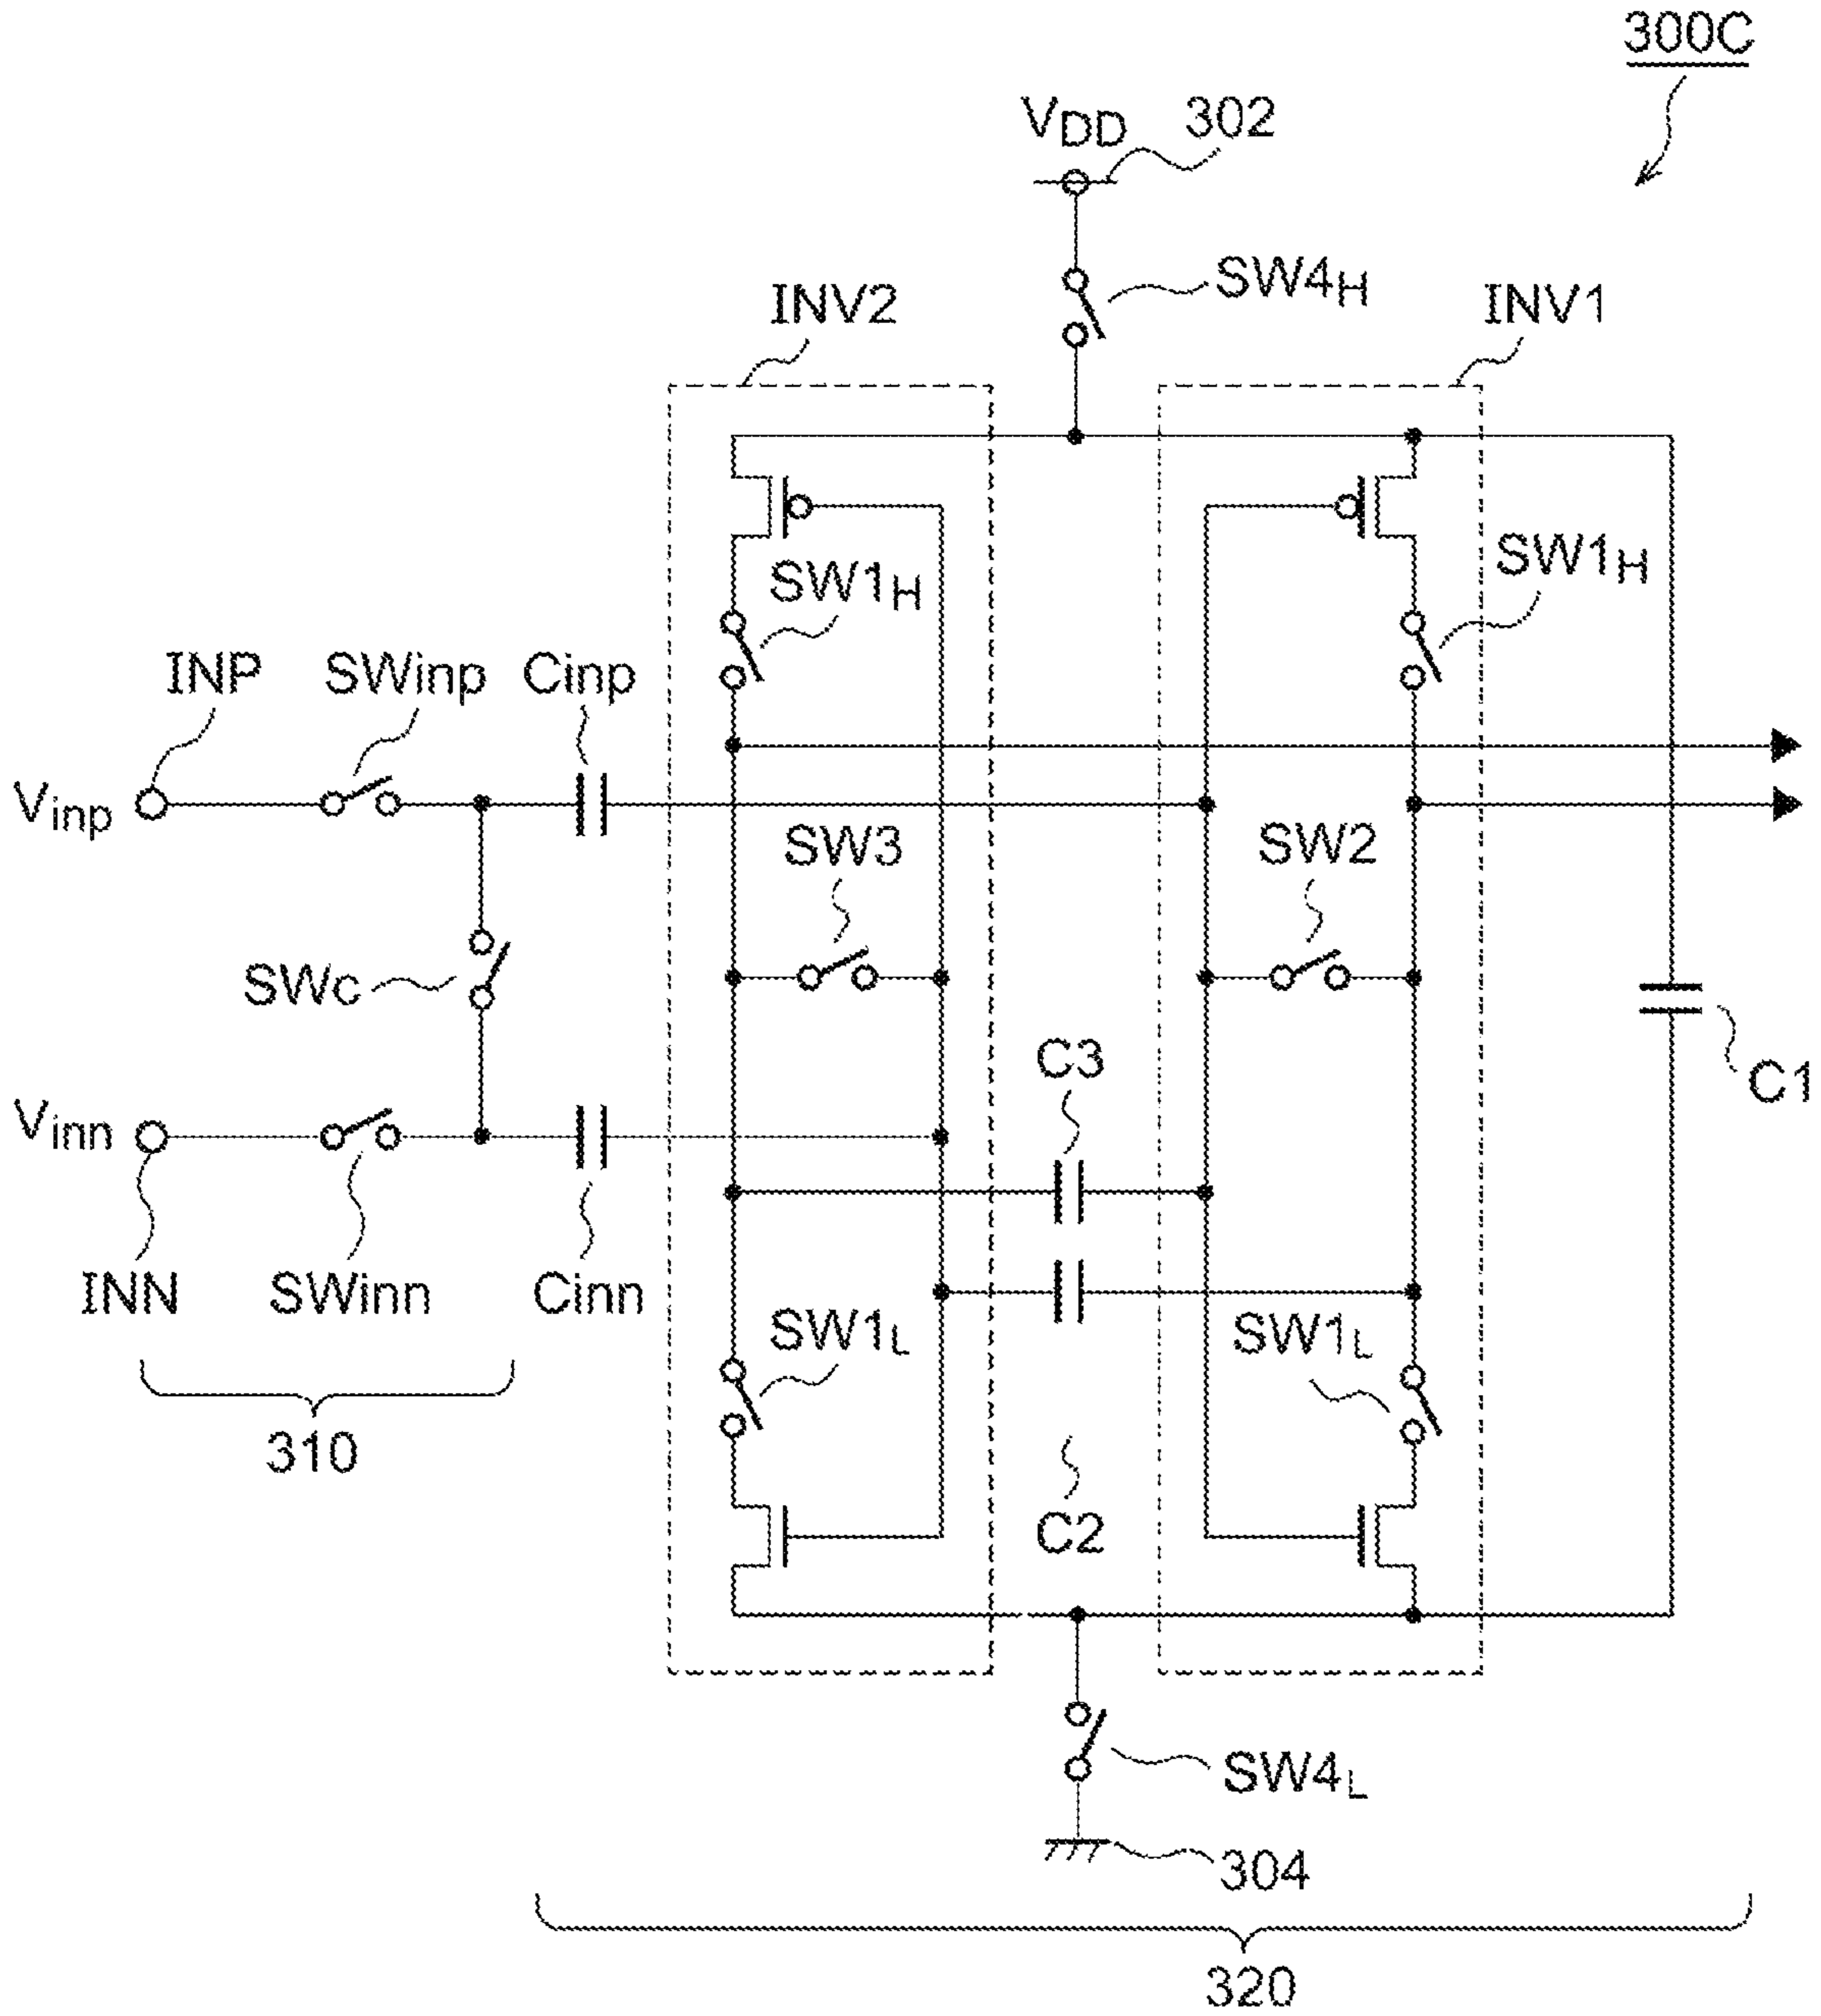 300C
VDD 302
SW4H
INV2
INV1
SW1H
SW1H
INP
SWinp
Cinp
Vinp
SW3
SW2
SWc
C3
C1
Vinn
INN
SWinn
Cinn
SW1L
SW1L
310
C2
SW4L
304
320